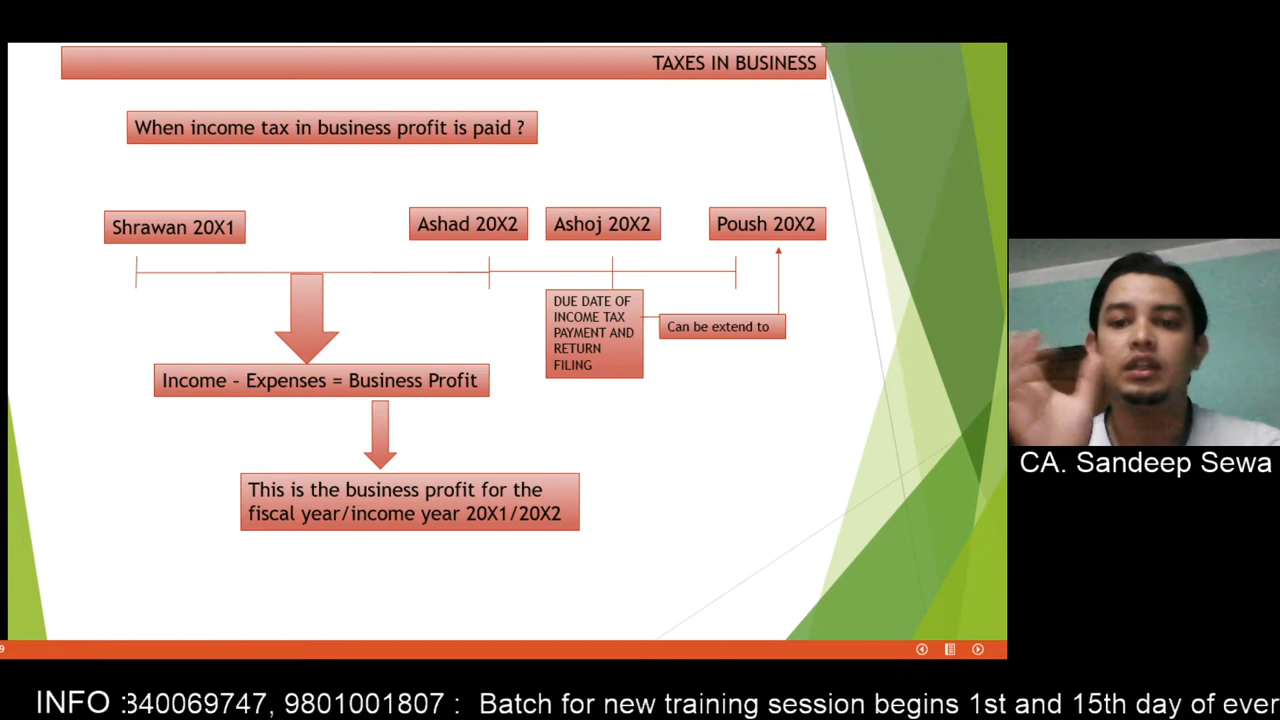 TAXES IN BUSINESS
When income tax in business profit is paid ?
Shrawan 20X1
Ashad 20X2
Ashoj 20X2
Poush 20X2
DUE DATE OF
INCOME TAX
PAYMENT AND
RETURN
FILING
Can be extend to
Income – Expenses = Business Profit
This is the business profit for the
fiscal year/income year 20X1/20X2
CA. Sandeep Sewa
9
INFO :840069747, 9801001807 : Batch for new training session begins 1st and 15th day of ever